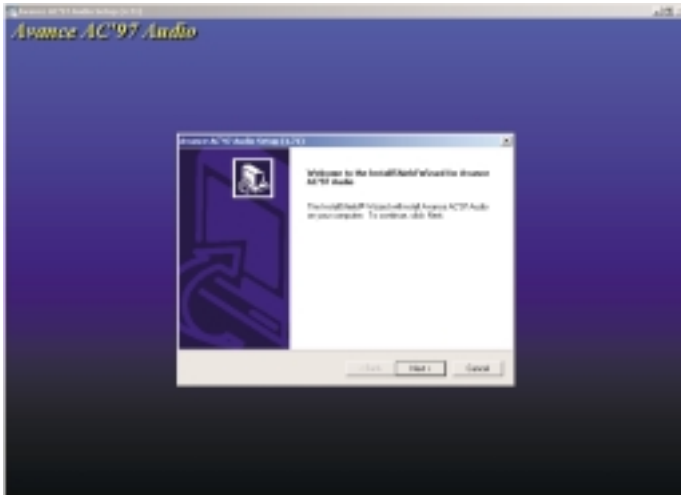 Avance AC'97 Audio
Avance AC'97 Audio Setup
Welcome to the InstallShield Wizard for Avance
AC'97 Audio
The InstallShield® Wizard will install Avance AC'97 Audio
on your computer. To continue, click Next.
< Back
Next >
Cancel